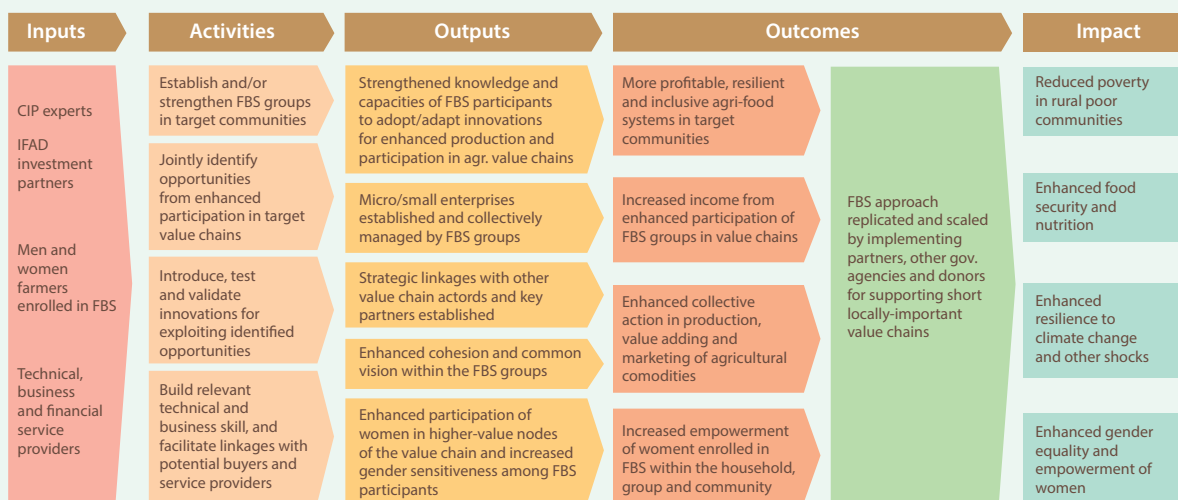 Inputs
Activities
Outputs
Outcomes
Impact
CIP experts
IFAD
investment
partners
Men and
women
farmers
enrolled in FBS
Technical,
business
and financial
service
providers
Establish and/or
strengthen FBS groups
in target communities
Jointly identify
opportunities
from enhanced
participation in target
value chains
Introduce, test
and validate
innovations for
exploiting identified
opportunities
Build relevant
technical and
business skill, and
facilitate linkages with
potential buyers and
service providers
Strengthened knowledge and
capacities of FBS participants
to adopt/adapt innovations
for enhanced production and
participation in agr. value chains
Micro/small enterprises
established and collectively
managed by FBS groups
Strategic linkages with other
value chain actords and key
partners established
Enhanced cohesion and common
vision within the FBS groups
Enhanced participation of
women in higher-value nodes
of the value chain and increased
gender sensitiveness among FBS
participants
More profitable, resilient
and inclusive agri-food
systems in target
communities
Increased income from
enhanced participation of
FBS groups in value chains
Enhanced collective
action in production,
value adding and
marketing of agricultural
comodities
Increased empowerment
of women enrolled in
FBS within the household,
group and community
FBS approach
replicated and scaled
by implementing
partners, other gov.
agencies and donors
for supporting short
locally-important
value chains
Reduced poverty
in rural poor
communities
Enhanced food
security and
nutrition
Enhanced
resilience to
climate change
and other shocks
Enhanced gender
equality and
empowerment of
women